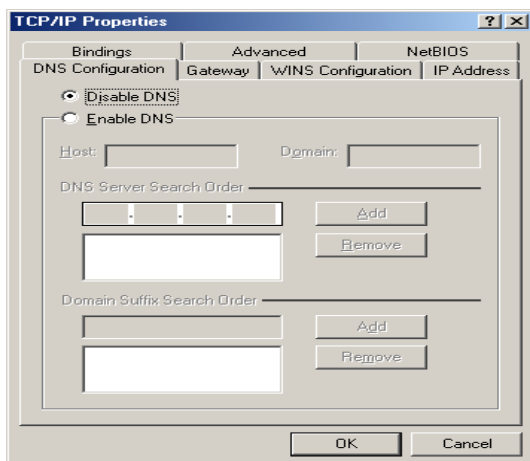 TCP/IP Properties
Bindings Advanced NetBIOS
DNS Configuration Gateway WINS Configuration IP Address
Disable DNS
Enable DNS
Host: Domain:
DNS Server Search Order
Add
Remove
Domain Suffix Search Order
Add
Remove
OK Cancel